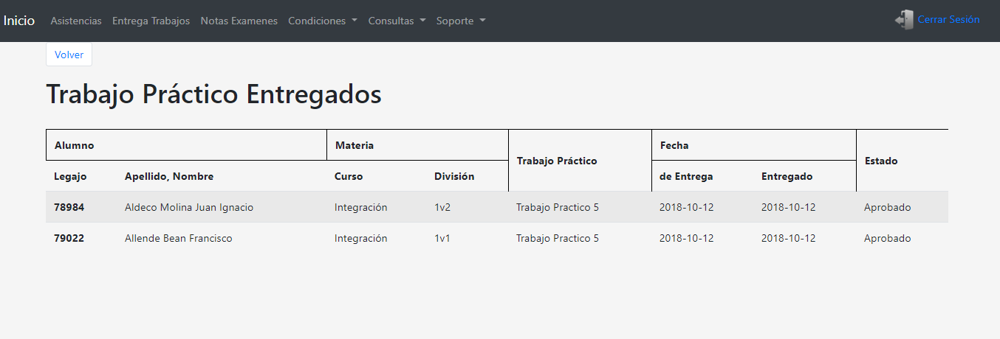 Inicio Asistencias Entrega Trabajos Notas Examenes Condiciones Consultas Soporte Cerrar Sesión
Volver
Trabajo Práctico Entregados
Alumno Materia Trabajo Práctico Fecha Estado
Legajo Apellido, Nombre Curso División de Entrega Entregado
78984 Aldeco Molina Juan Ignacio Integración 1v2 Trabajo Practico 5 2018-10-12 2018-10-12 Aprobado
79022 Allende Bean Francisco Integración 1v1 Trabajo Practico 5 2018-10-12 2018-10-12 Aprobado